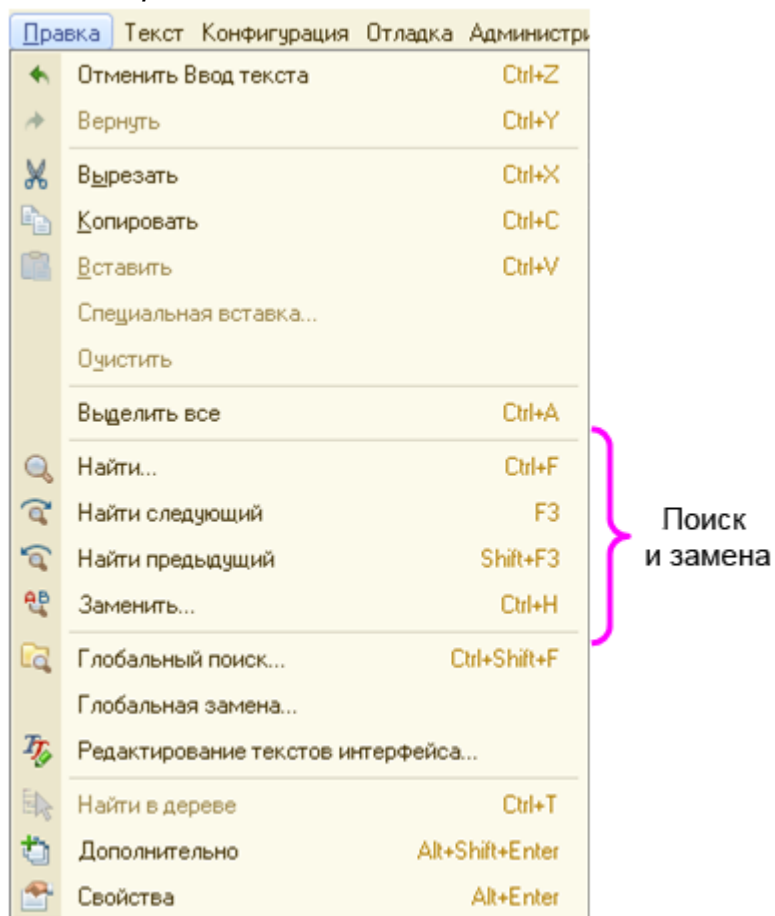 Правка Текст Конфигурация Отладка Администри
Отменить Ввод текста Ctrl+Z
Вернуть Ctrl+Y
Вырезать Ctrl+X
Копировать Ctrl+C
Вставить Ctrl+V
Специальная вставка...
Очистить
Выделить все Ctrl+A
Найти... Ctrl+F
Найти следующий F3
Найти предыдущий Shift+F3
Заменить... Ctrl+H
Поиск
и замена
Глобальный поиск... Ctrl+Shift+F
Глобальная замена...
Редактирование текстов интерфейса...
Найти в дереве Ctrl+T
Дополнительно Alt+Shift+Enter
Свойства Alt+Enter